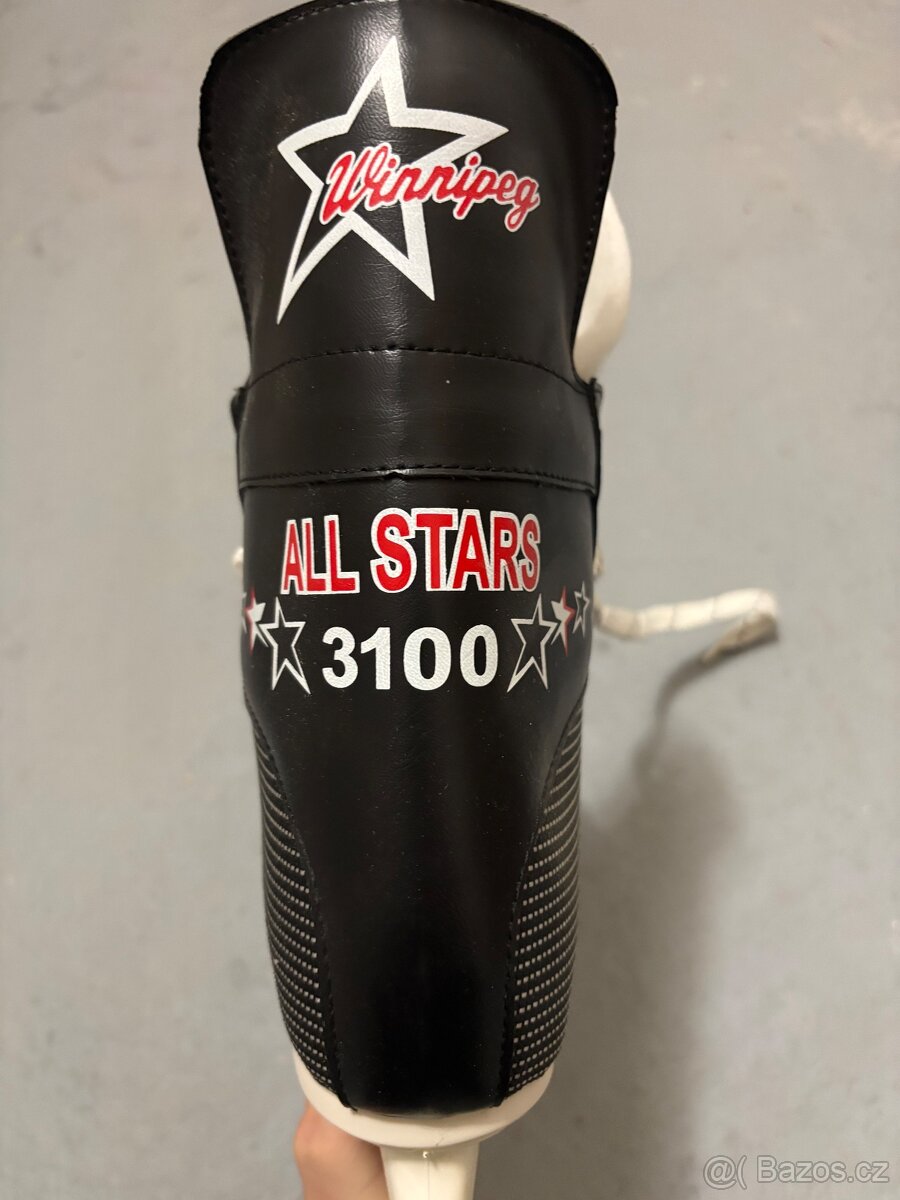 Winnipeg
ALL STARS
3100
@( Bazos.cz